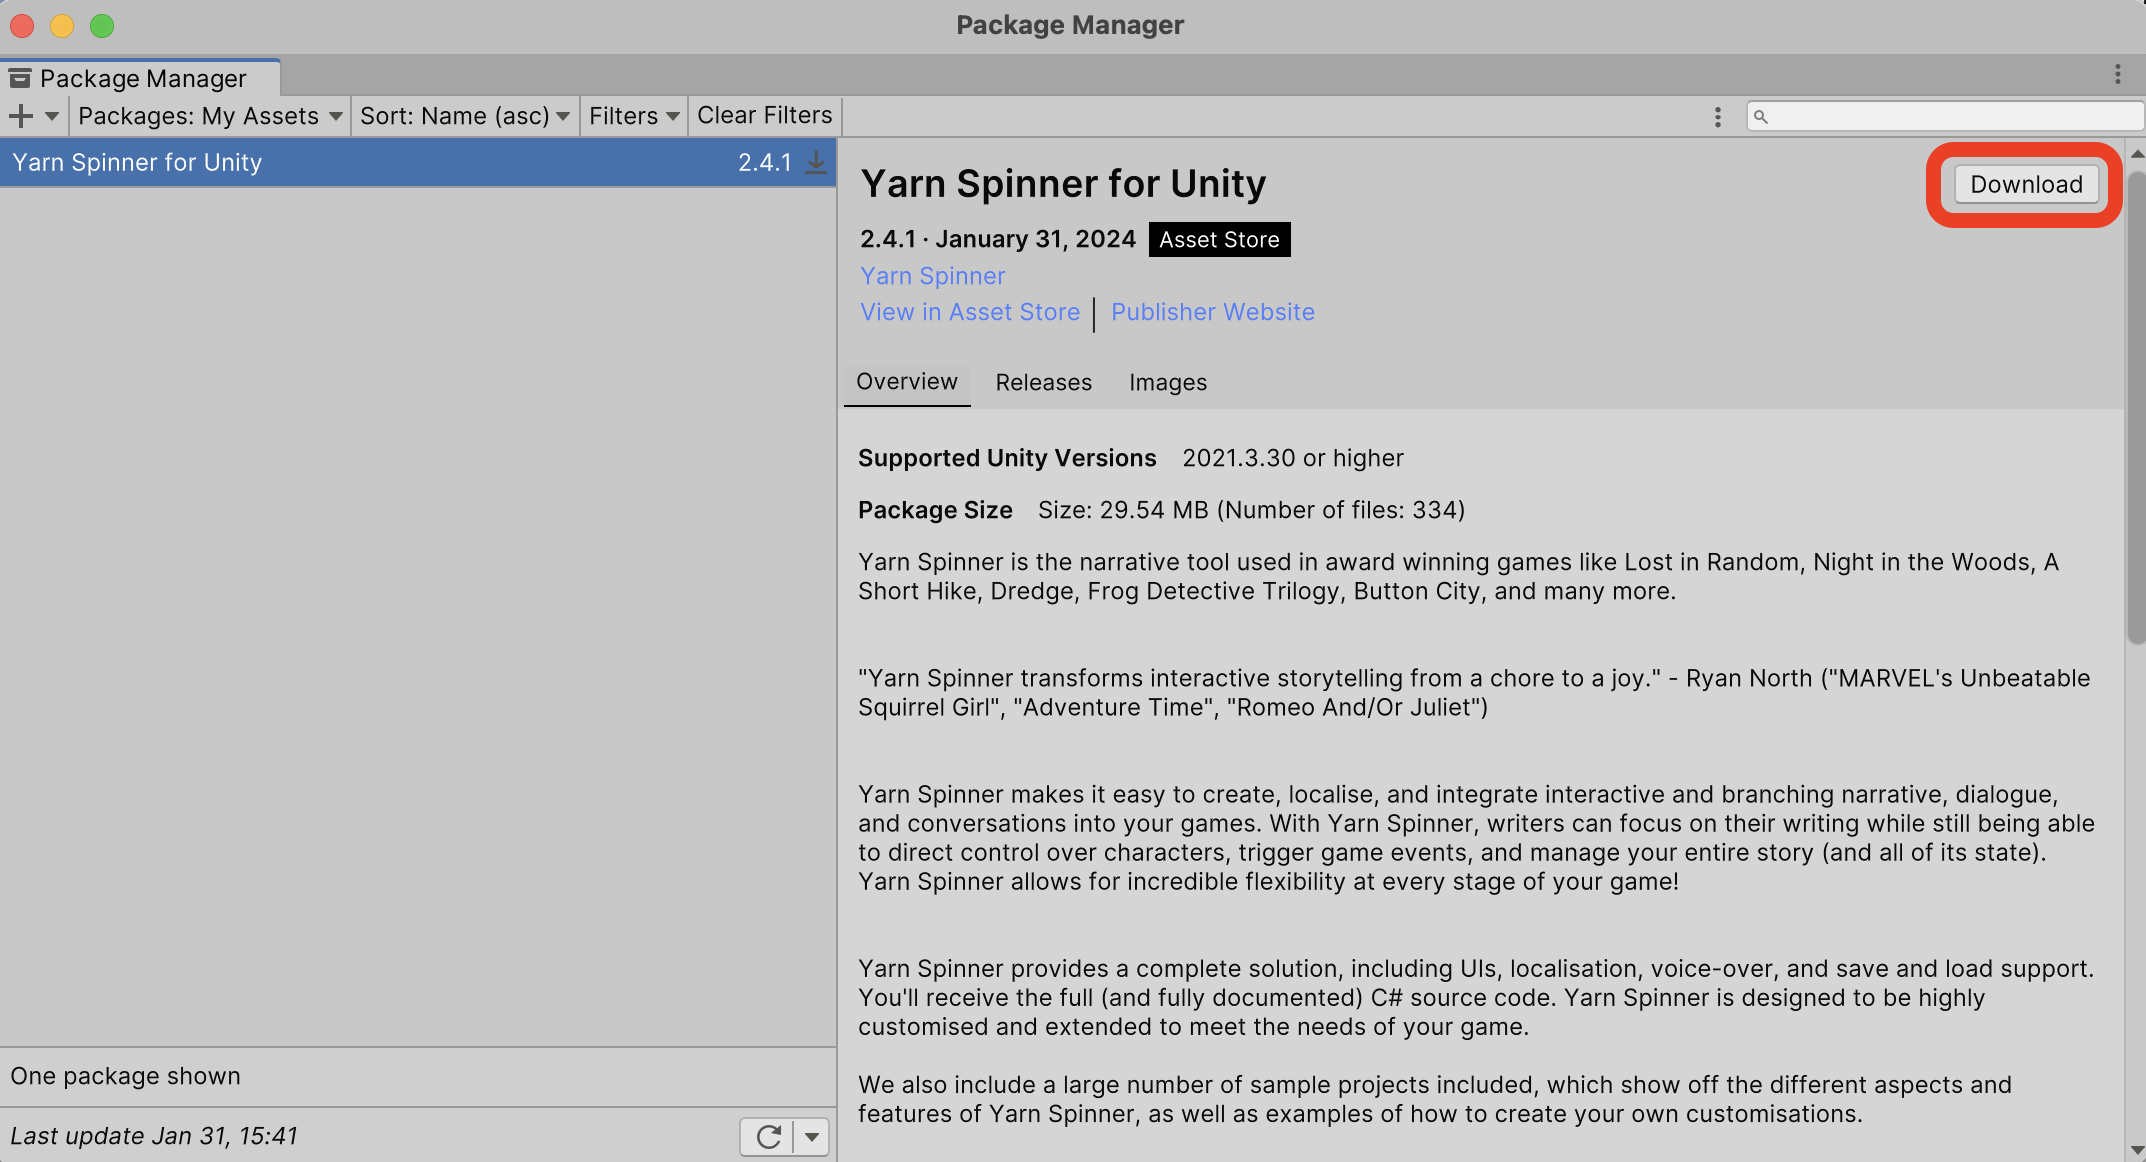 Package Manager
Package Manager
Packages: My Assets
Sort: Name (asc)
Filters
Clear Filters
Yarn Spinner for Unity
2.4.1
One package shown
Last update Jan 31, 15:41
Yarn Spinner for Unity
Download
2.4.1 · January 31, 2024
Asset Store
Yarn Spinner
View in Asset Store
Publisher Website
Overview
Releases
Images
Supported Unity Versions 2021.3.30 or higher
Package Size Size: 29.54 MB (Number of files: 334)
Yarn Spinner is the narrative tool used in award winning games like Lost in Random, Night in the Woods, A
Short Hike, Dredge, Frog Detective Trilogy, Button City, and many more.
"Yarn Spinner transforms interactive storytelling from a chore to a joy." - Ryan North ("MARVEL's Unbeatable
Squirrel Girl", "Adventure Time", "Romeo And/Or Juliet")
Yarn Spinner makes it easy to create, localise, and integrate interactive and branching narrative, dialogue,
and conversations into your games. With Yarn Spinner, writers can focus on their writing while still being able
to direct control over characters, trigger game events, and manage your entire story (and all of its state).
Yarn Spinner allows for incredible flexibility at every stage of your game!
Yarn Spinner provides a complete solution, including UIs, localisation, voice-over, and save and load support.
You'll receive the full (and fully documented) C# source code. Yarn Spinner is designed to be highly
customised and extended to meet the needs of your game.
We also include a large number of sample projects included, which show off the different aspects and
features of Yarn Spinner, as well as examples of how to create your own customisations.